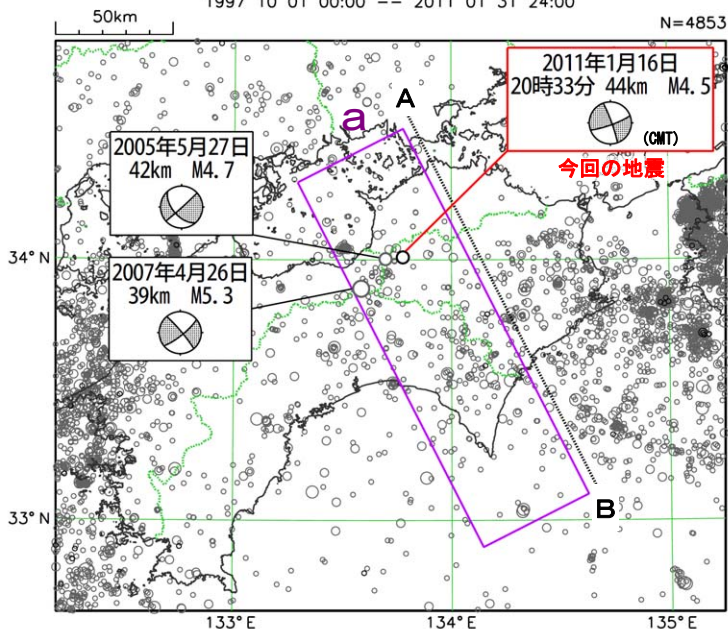 1997 10 01 00:00 -- 2011 01 31 24:00
50km
N=4853
2011年1月16日
20時33分 44km M4.5
(CMT)
今回の地震
A
a
2005年5月27日
42km M4.7
2007年4月26日
39km M5.3
34°N
33°N
B
133°E
134°E
135°E